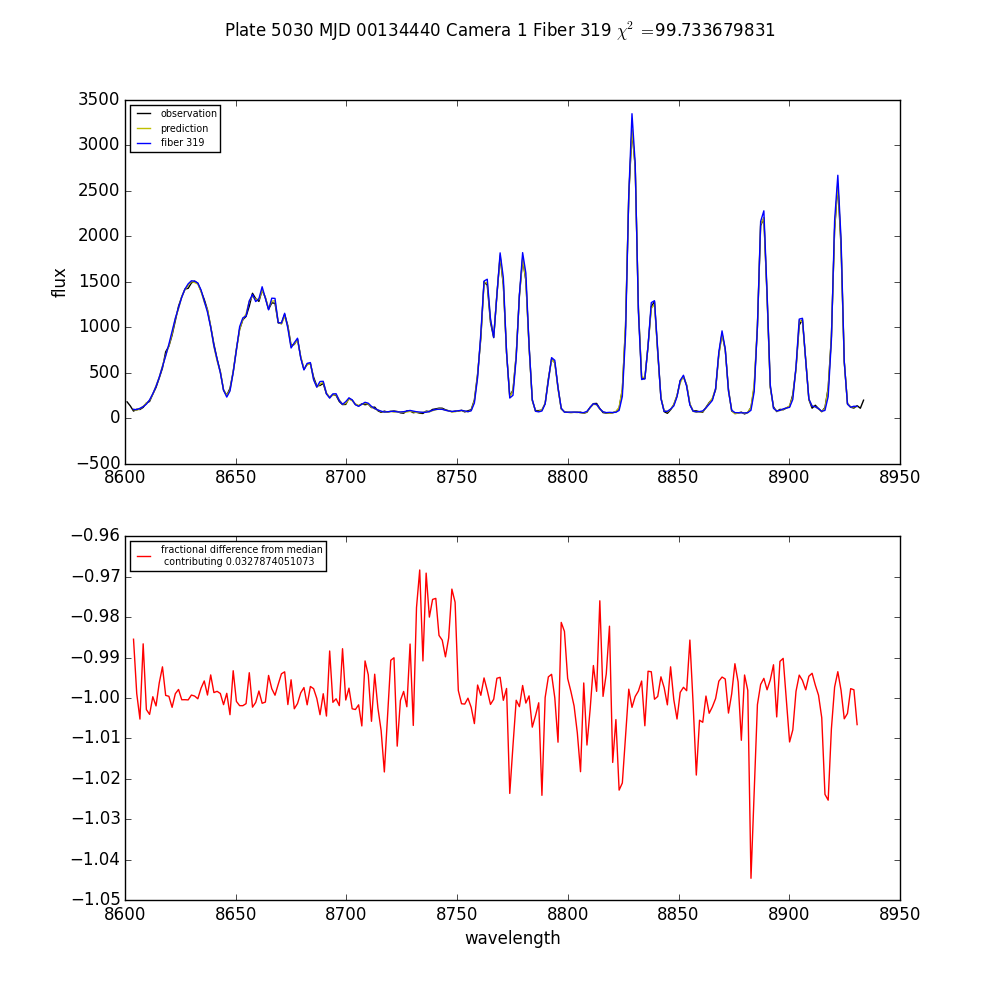 Plate 5030 MJD 00134440 Camera 1 Fiber 319 χ² =99.733679831
3500
3000
2500
2000
1500
1000
500
0
−500
flux
observation
prediction
fiber 319
8600 8650 8700 8750 8800 8850 8900 8950
−0.96
−0.97
−0.98
−0.99
−1.00
−1.01
−1.02
−1.03
−1.04
−1.05
fractional difference from median
contributing 0.0327874051073
8600 8650 8700 8750 8800 8850 8900 8950
wavelength